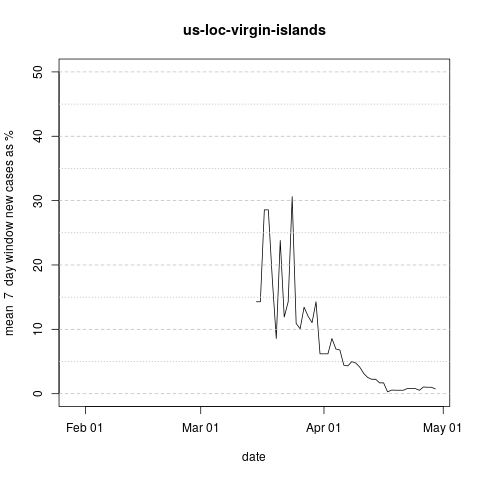 us-loc-virgin-islands
mean 7 day window new cases as %
50
40
30
20
10
0
Feb 01
Mar 01
Apr 01
May 01
date